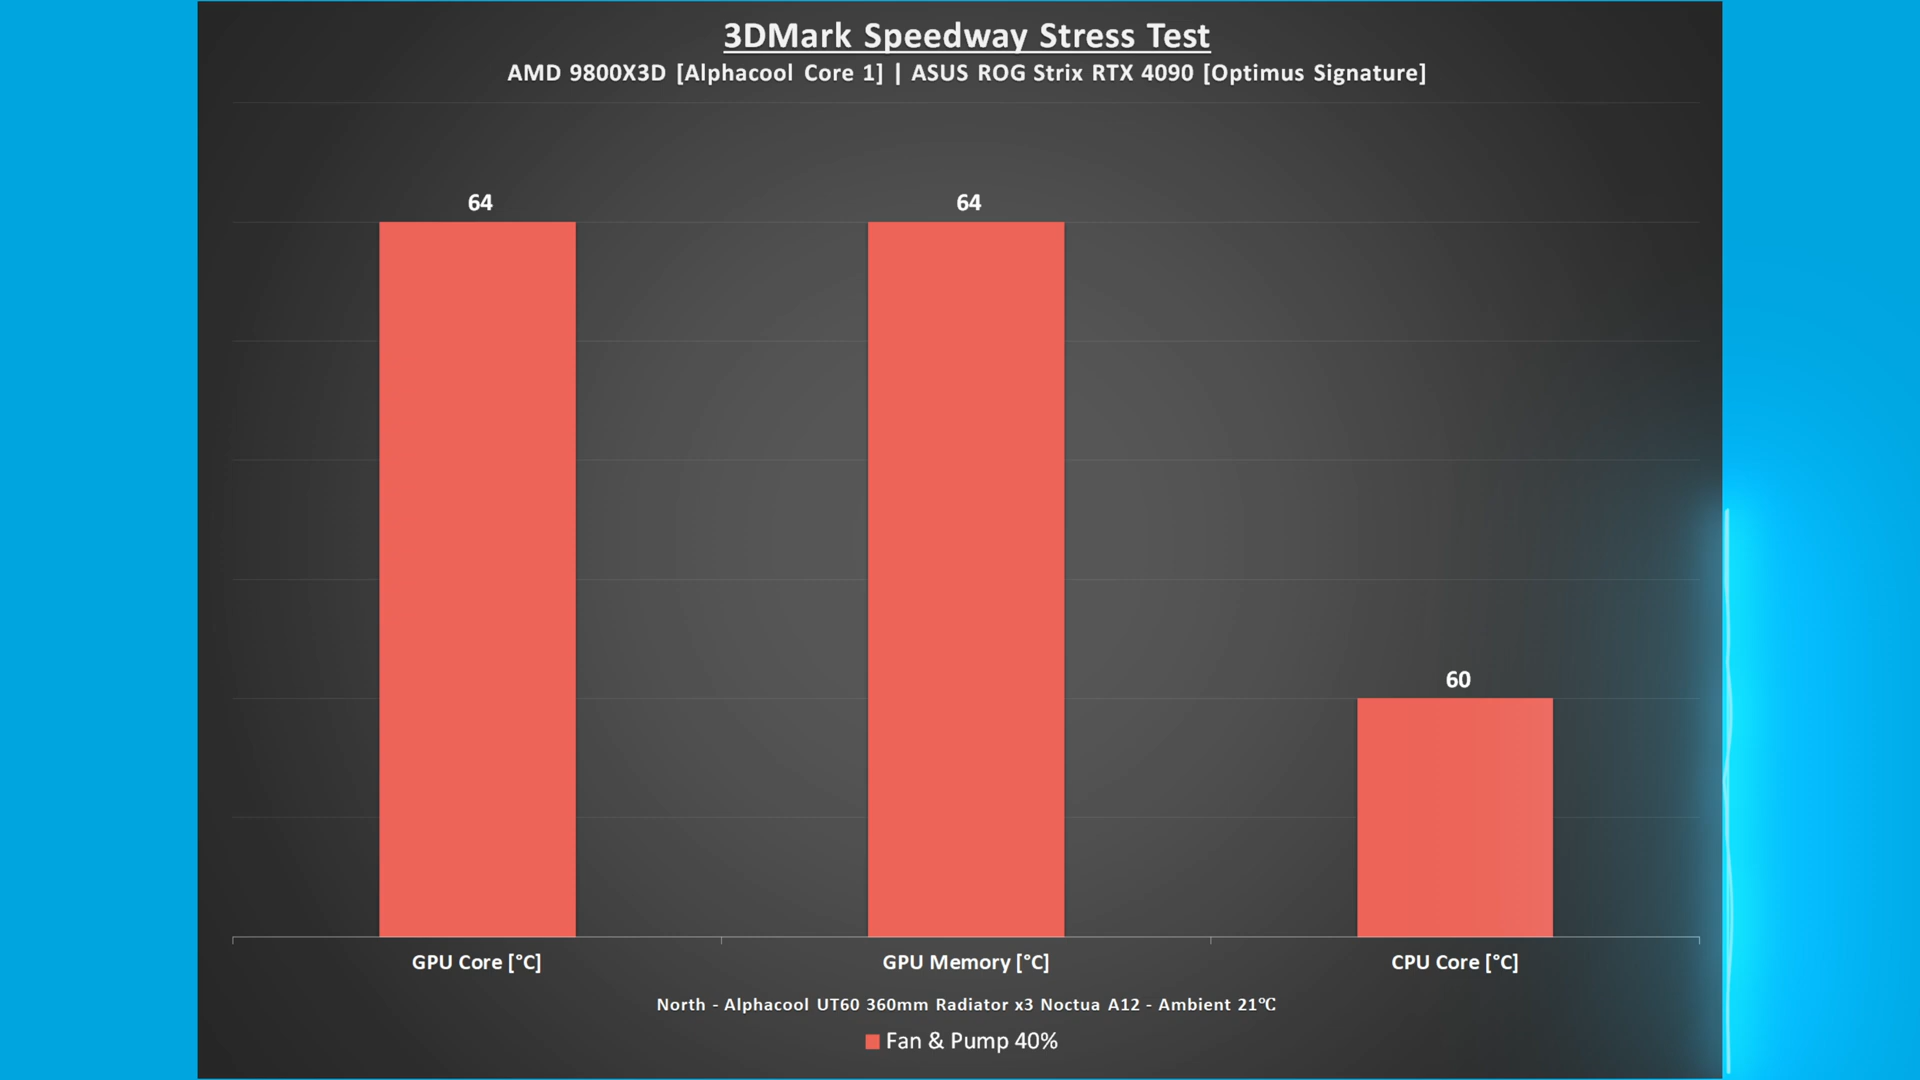 3DMark Speedway Stress Test
AMD 9800X3D [Alphacool Core 1] | ASUS ROG Strix RTX 4090 [Optimus Signature]
64
64
60
GPU Core [°C]
GPU Memory [°C]
CPU Core [°C]
North - Alphacool UT60 360mm Radiator x3 Noctua A12 - Ambient 21℃
Fan & Pump 40%